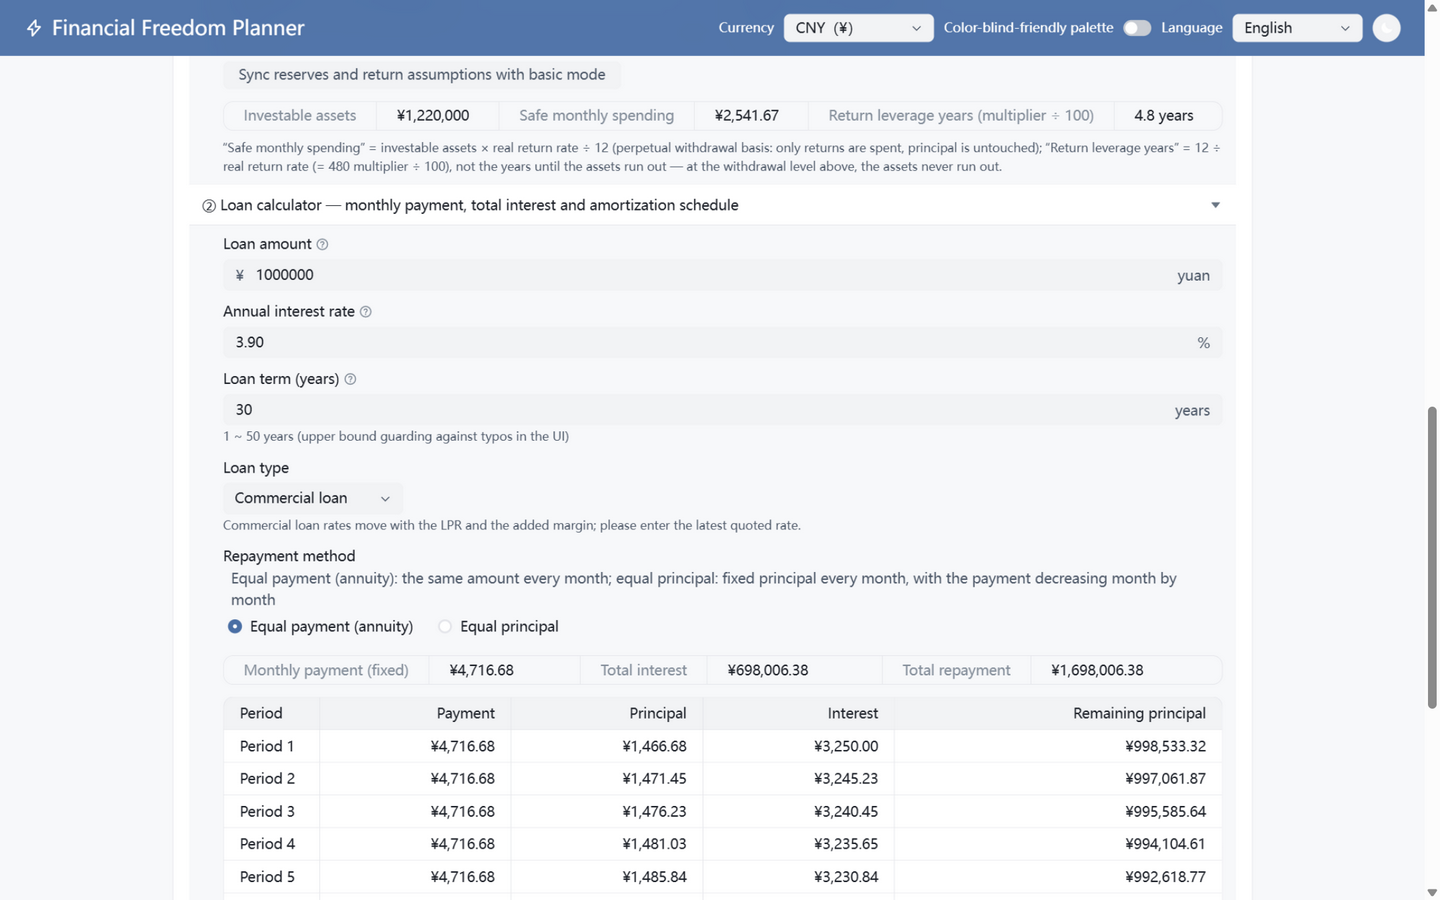 Financial Freedom Planner
Currency
CNY (¥)
Color-blind-friendly palette
Language
English
Sync reserves and return assumptions with basic mode
Investable assets ¥1,220,000 Safe monthly spending ¥2,541.67 Return leverage years (multiplier ÷ 100) 4.8 years
“Safe monthly spending” = investable assets × real return rate ÷ 12 (perpetual withdrawal basis: only returns are spent, principal is untouched); “Return leverage years” = 12 ÷
real return rate (= 480 multiplier ÷ 100), not the years until the assets run out — at the withdrawal level above, the assets never run out.
② Loan calculator — monthly payment, total interest and amortization schedule
Loan amount
¥ 1000000 yuan
Annual interest rate
3.90 %
Loan term (years)
30 years
1 ~ 50 years (upper bound guarding against typos in the UI)
Loan type
Commercial loan
Commercial loan rates move with the LPR and the added margin; please enter the latest quoted rate.
Repayment method
Equal payment (annuity): the same amount every month; equal principal: fixed principal every month, with the payment decreasing month by
month
Equal payment (annuity) Equal principal
Monthly payment (fixed) ¥4,716.68 Total interest ¥698,006.38 Total repayment ¥1,698,006.38
Period Payment Principal Interest Remaining principal
Period 1 ¥4,716.68 ¥1,466.68 ¥3,250.00 ¥998,533.32
Period 2 ¥4,716.68 ¥1,471.45 ¥3,245.23 ¥997,061.87
Period 3 ¥4,716.68 ¥1,476.23 ¥3,240.45 ¥995,585.64
Period 4 ¥4,716.68 ¥1,481.03 ¥3,235.65 ¥994,104.61
Period 5 ¥4,716.68 ¥1,485.84 ¥3,230.84 ¥992,618.77